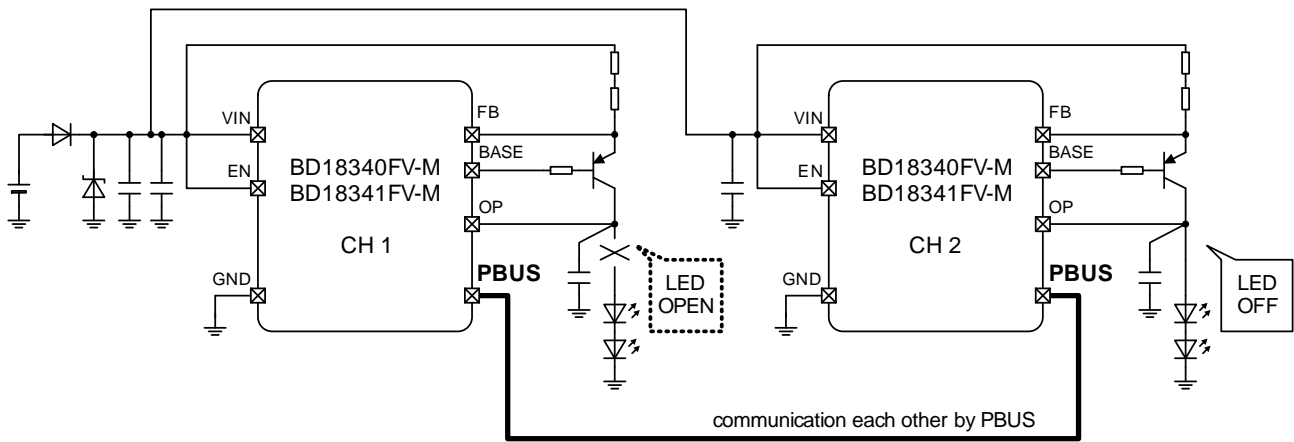 VIN
EN
GND
BD18340FV-M
BD18341FV-M
CH 1
FB
BASE
OP
PBUS
LED
OPEN
VIN
EN
GND
BD18340FV-M
BD18341FV-M
CH 2
FB
BASE
OP
PBUS
LED
OFF
communication each other by PBUS